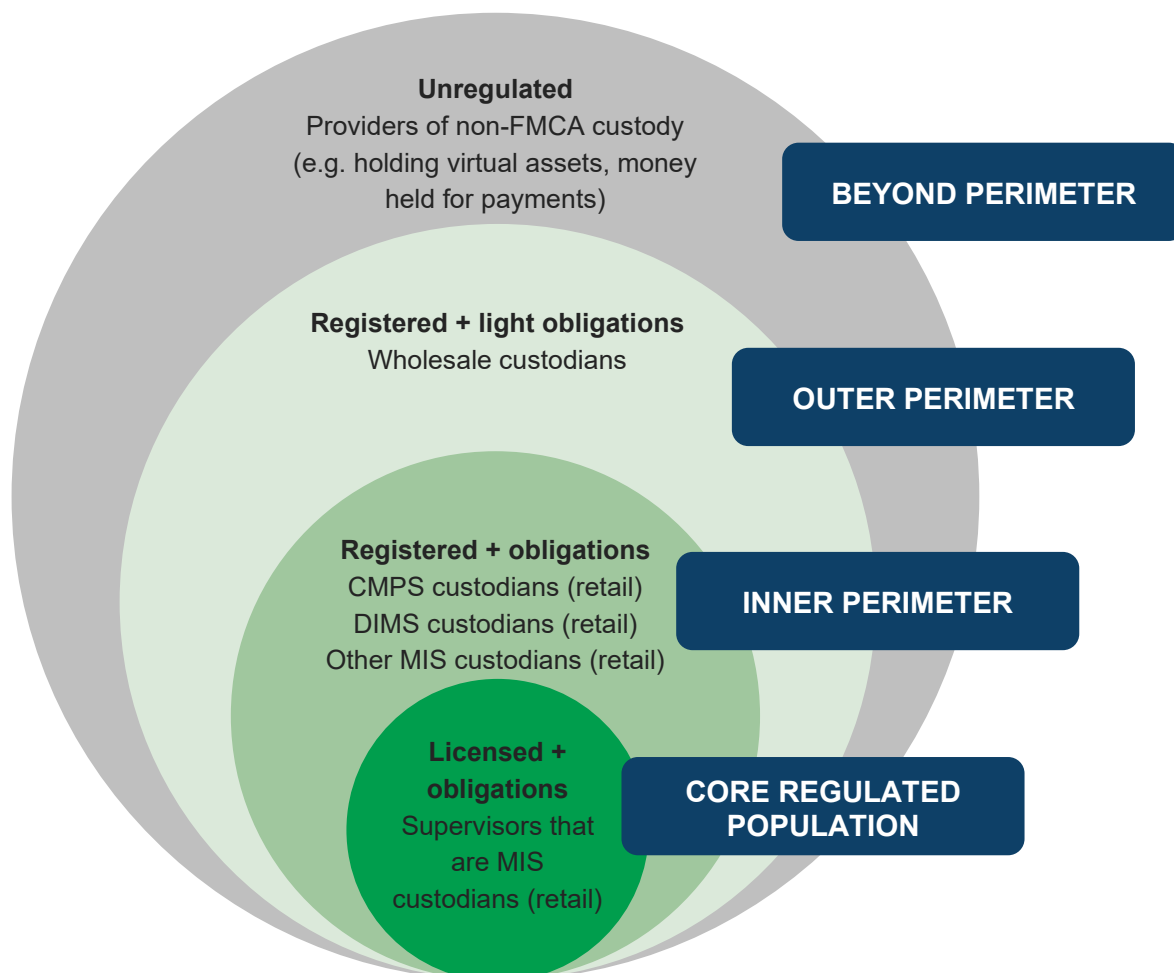 Unregulated
Providers of non-FMCA custody
(e.g. holding virtual assets, money
held for payments)
BEYOND PERIMETER
Registered + light obligations
Wholesale custodians
OUTER PERIMETER
Registered + obligations
CMPS custodians (retail)
DIMS custodians (retail)
Other MIS custodians (retail)
INNER PERIMETER
Licensed +
obligations
Supervisors that
are MIS
custodians (retail)
CORE REGULATED
POPULATION